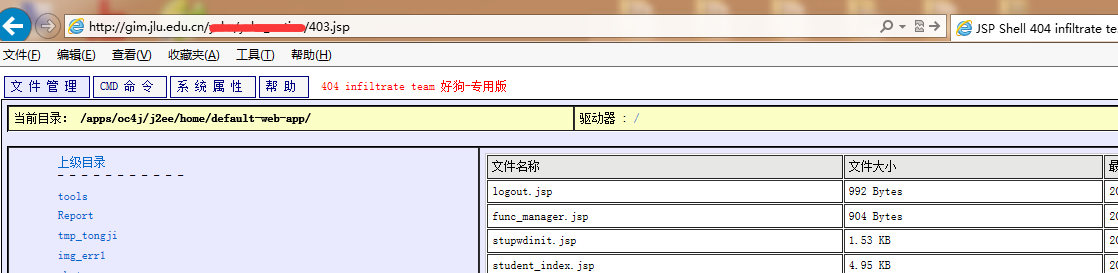 http://gim.jlu.edu.cn/ /403.jsp
JSP Shell 404 infiltrate te
文件(F) 编辑(E) 查看(V) 收藏夹(A) 工具(T) 帮助(H)
文件管理 CMD命令 系统属性 帮助 404 infiltrate team 好狗-专用版
当前目录: /apps/oc4j/j2ee/home/default-web-app/ 驱动器 : /
上级目录
- - - - - - - - - - -
tools
Report
tmp_tongji
img_err1
文件名称 文件大小 最
logout.jsp 992 Bytes 20
func_manager.jsp 904 Bytes 20
stupwdinit.jsp 1.53 KB 20
student_index.jsp 4.95 KB 20